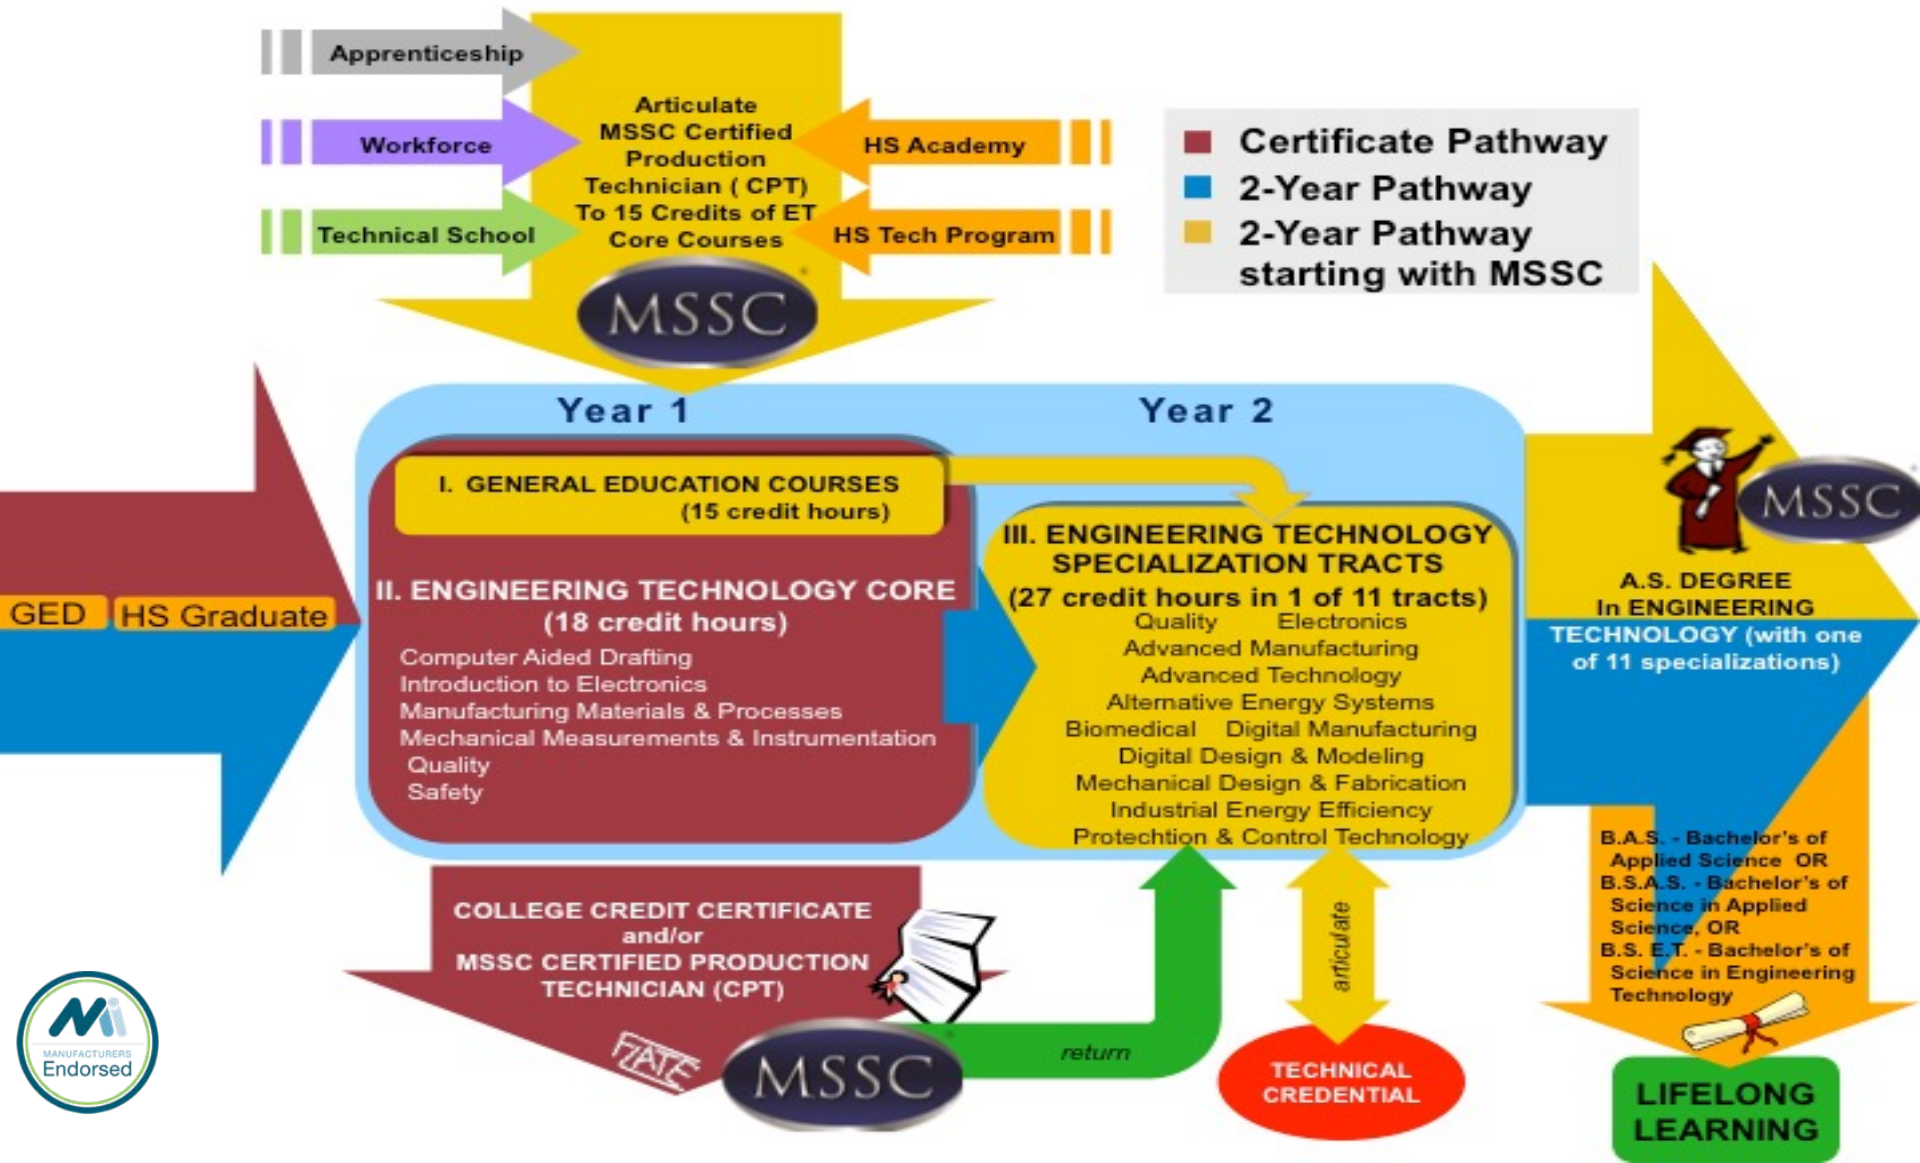 Apprenticeship
Workforce
Technical School
Articulate
MSSC Certified
Production
Technician ( CPT)
To 15 Credits of ET
Core Courses
MSSC
HS Academy
HS Tech Program
Certificate Pathway
2-Year Pathway
2-Year Pathway
starting with MSSC
GED
HS Graduate
Year 1
Year 2
I. GENERAL EDUCATION COURSES
(15 credit hours)
II. ENGINEERING TECHNOLOGY CORE
(18 credit hours)
Computer Aided Drafting
Introduction to Electronics
Manufacturing Materials & Processes
Mechanical Measurements & Instrumentation
Quality
Safety
III. ENGINEERING TECHNOLOGY
SPECIALIZATION TRACTS
(27 credit hours in 1 of 11 tracts)
Quality Electronics
Advanced Manufacturing
Advanced Technology
Alternative Energy Systems
Biomedical Digital Manufacturing
Digital Design & Modeling
Mechanical Design & Fabrication
Industrial Energy Efficiency
Protechtion & Control Technology
MSSC
A.S. DEGREE
In ENGINEERING
TECHNOLOGY (with one
of 11 specializations)
COLLEGE CREDIT CERTIFICATE
and/or
MSSC CERTIFIED PRODUCTION
TECHNICIAN (CPT)
FLATE
MSSC
return
articulate
TECHNICAL
CREDENTIAL
B.A.S. - Bachelor's of
Applied Science OR
B.S.A.S. - Bachelor's of
Science in Applied
Science, OR
B.S. E.T. - Bachelor's of
Science in Engineering
Technology
LIFELONG
LEARNING
Mi
MANUFACTURERS
Endorsed